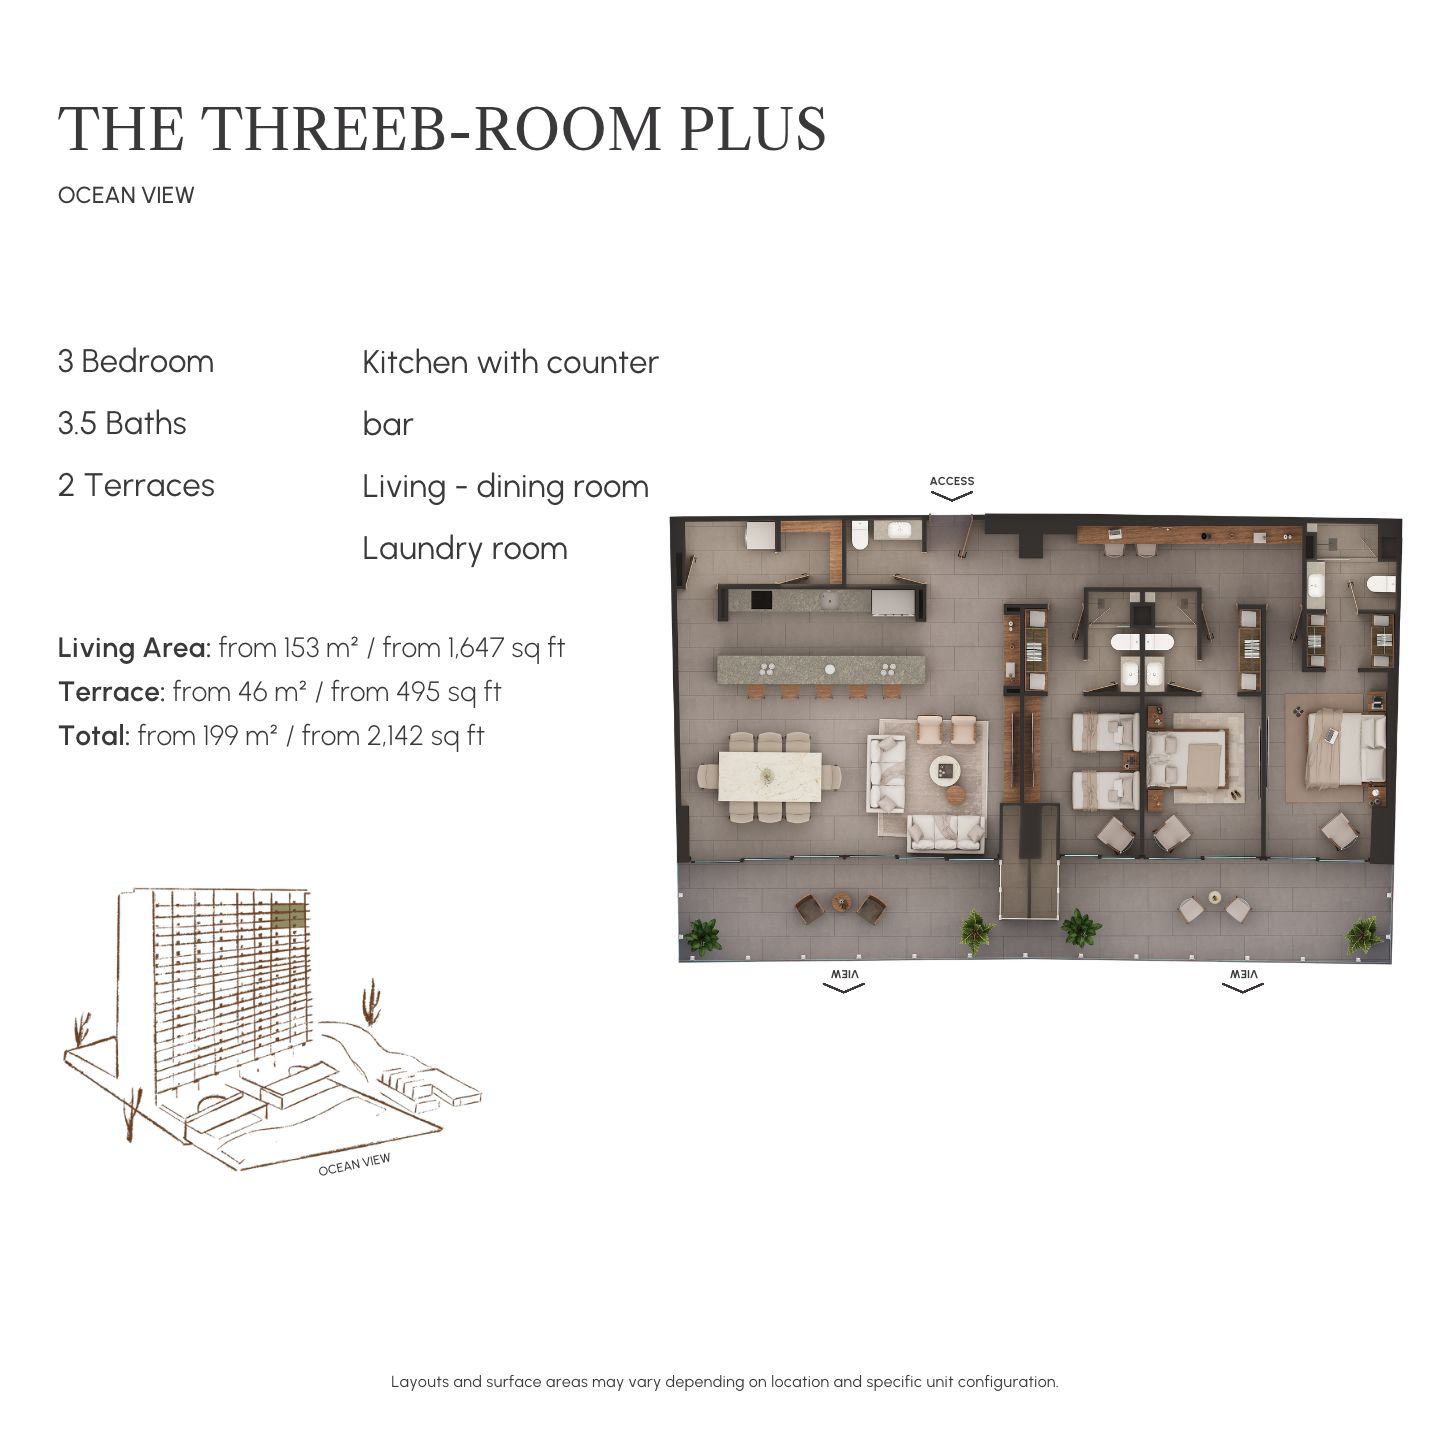 THE THREEB-ROOM PLUS
OCEAN VIEW
3 Bedroom
3.5 Baths
2 Terraces
Kitchen with counter
bar
Living - dining room
Laundry room
Living Area: from 153 m² / from 1,647 sq ft
Terrace: from 46 m² / from 495 sq ft
Total: from 199 m² / from 2,142 sq ft
ACCESS
VIEW
VIEW
OCEAN VIEW
Layouts and surface areas may vary depending on location and specific unit configuration.